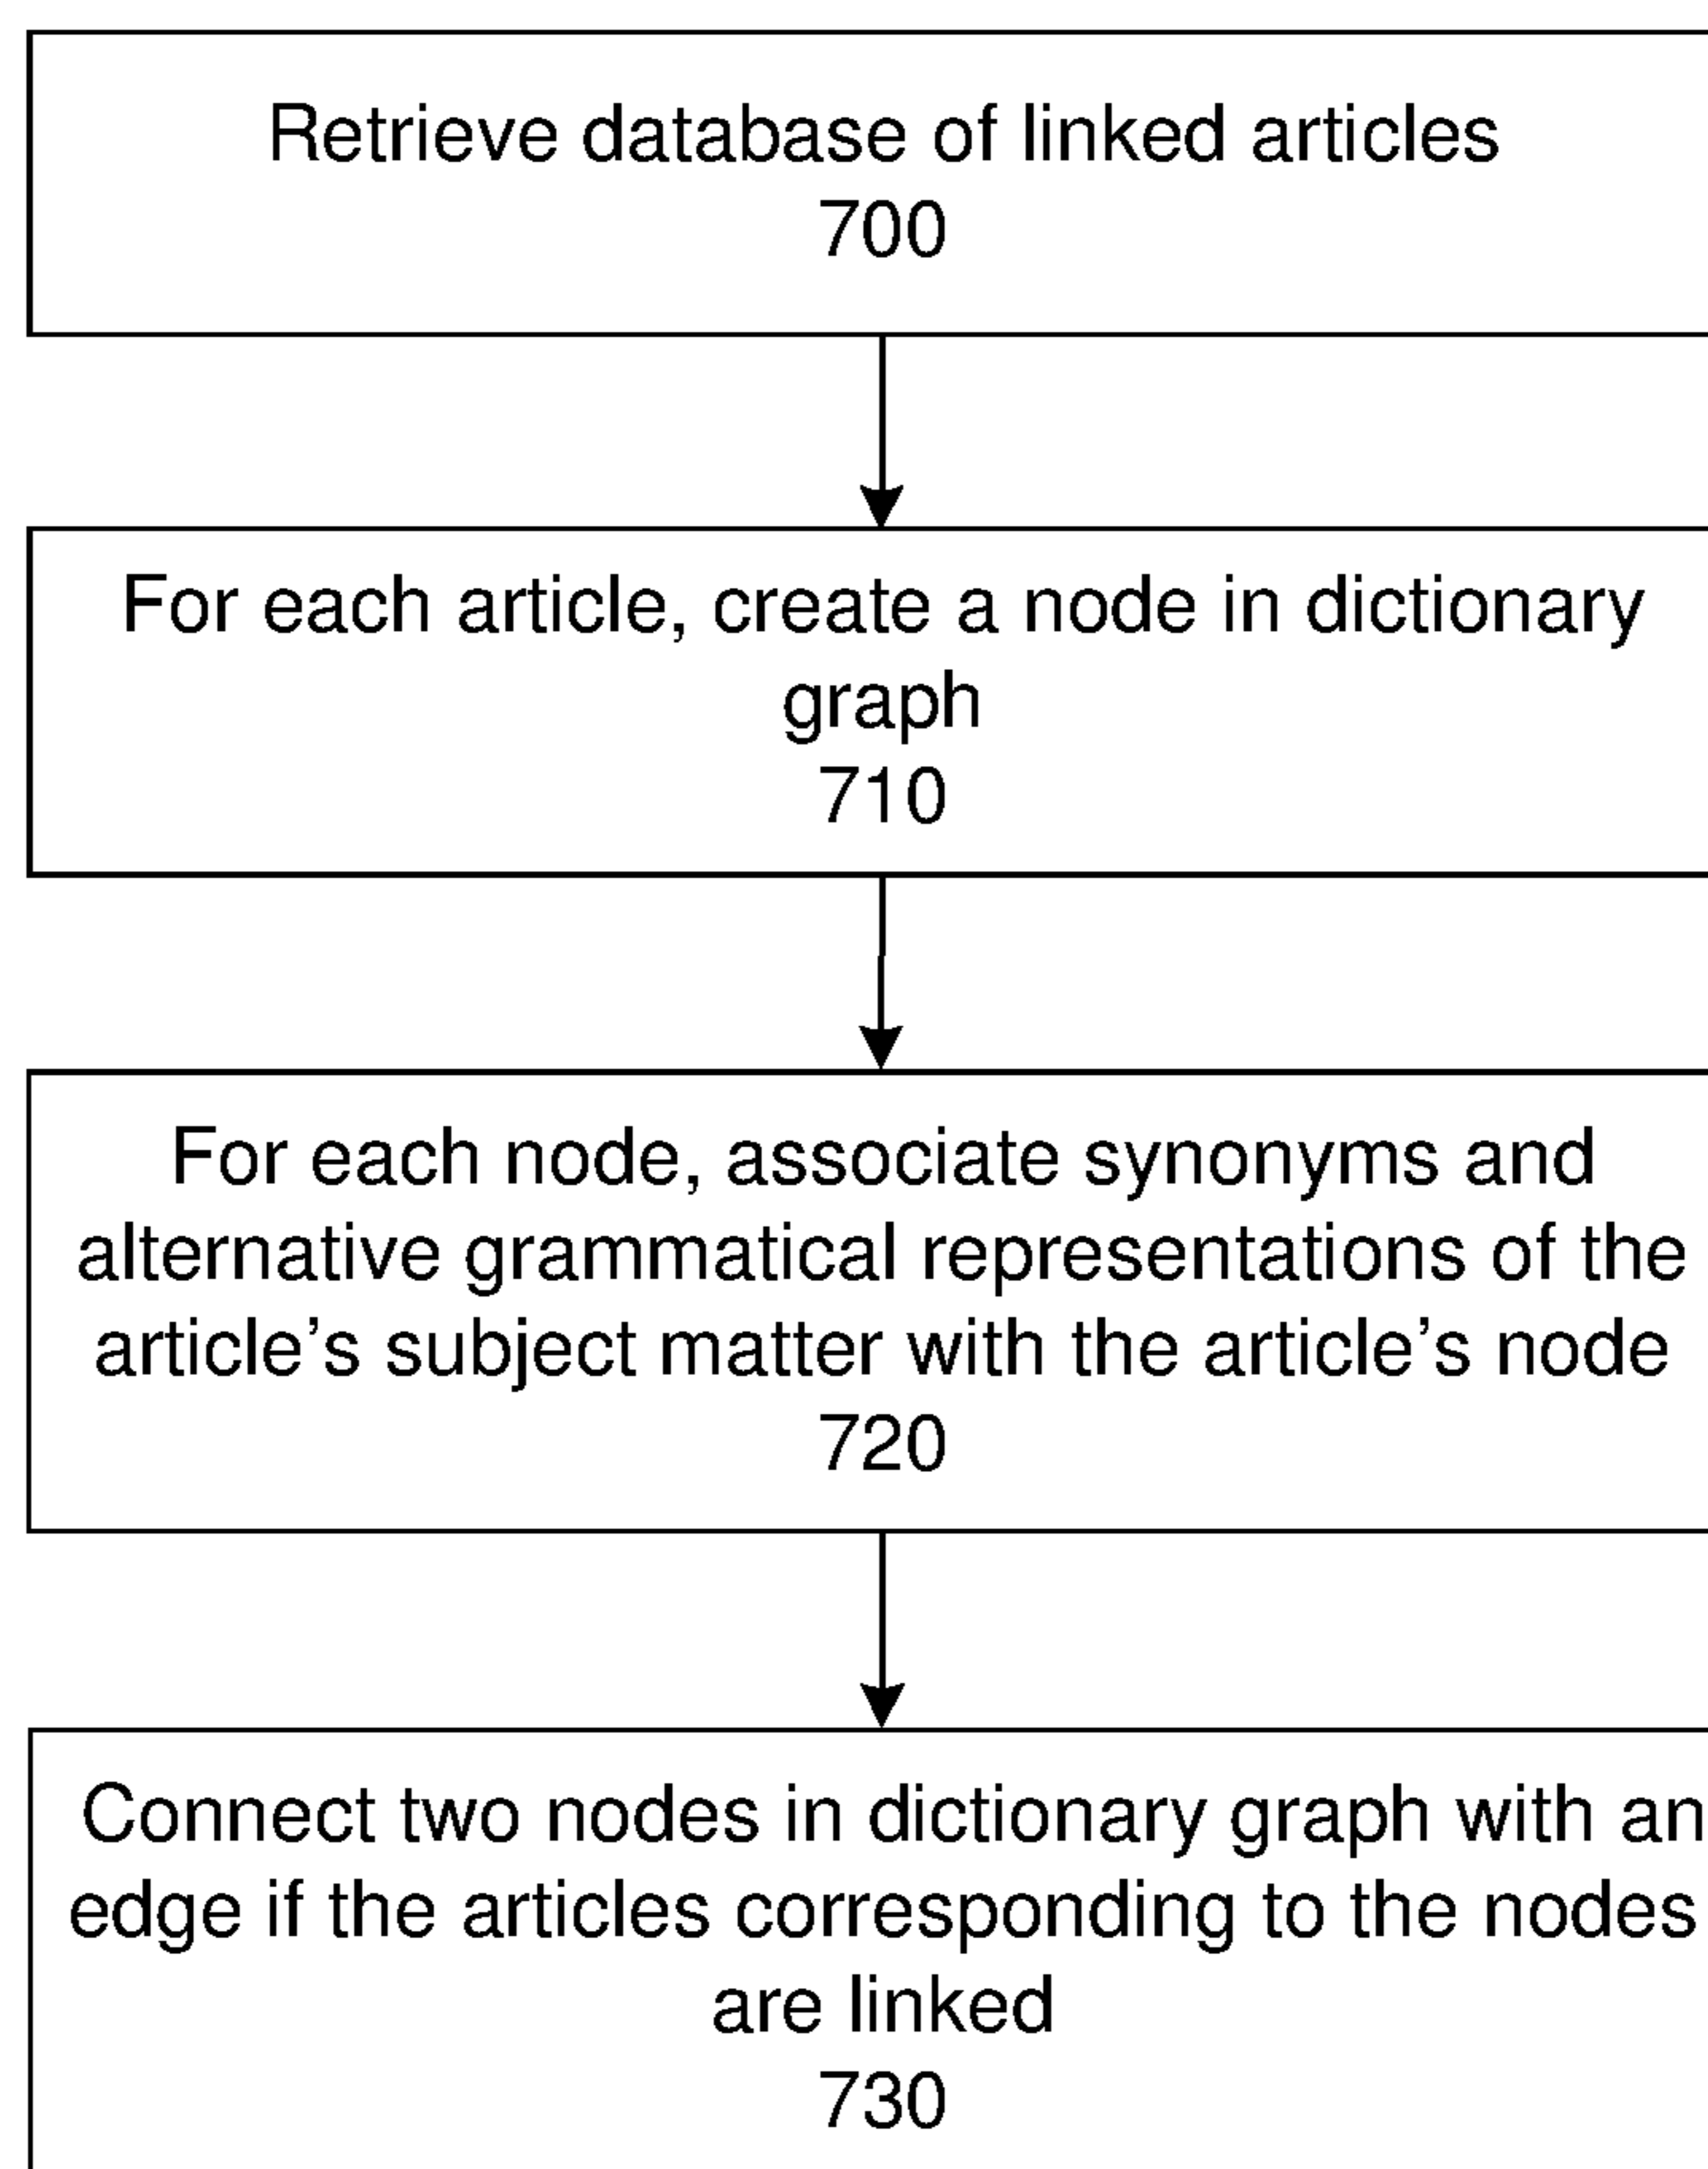 Retrieve database of linked articles
700
For each article, create a node in dictionary
graph
710
For each node, associate synonyms and
alternative grammatical representations of the
article’s subject matter with the article’s node
720
Connect two nodes in dictionary graph with an
edge if the articles corresponding to the nodes
are linked
730